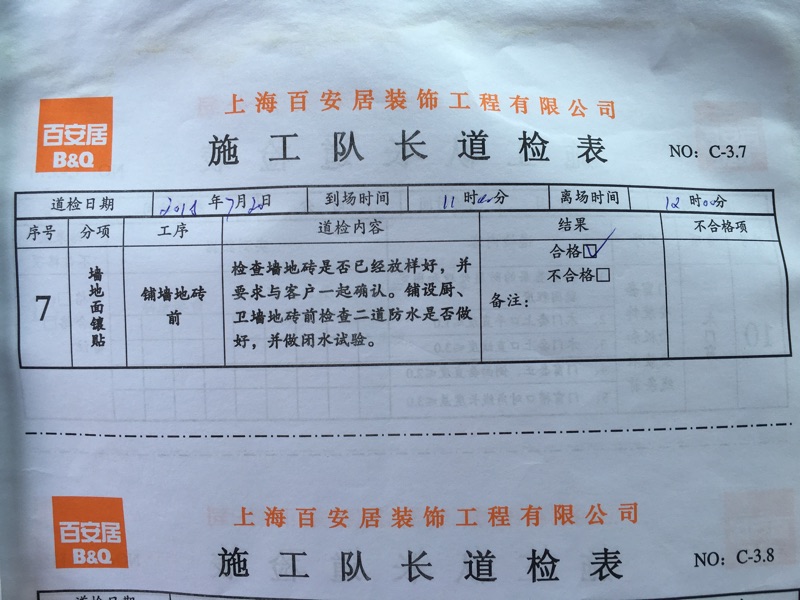 上海百安居装饰工程有限公司
百安居
B&Q
施工队长道检表
NO：C-3.7
道检日期 2018年7月20日 到场时间 11时00分 离场时间 12时00分
序号 分项 工序 道检内容 结果 不合格项
7 墙地面镶贴 铺墙地砖前
检查墙地砖是否已经放样好，并
要求与客户一起确认。铺设厨、
卫墙地砖前检查二道防水是否做
好，并做闭水试验。
合格☑
不合格□
备注：
上海百安居装饰工程有限公司
百安居
B&Q
施工队长道检表
NO：C-3.8